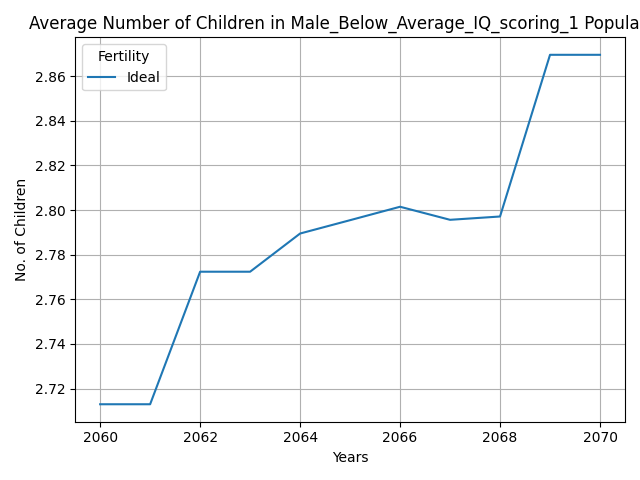 Average Number of Children in Male_Below_Average_IQ_scoring_1 Popula
Fertility
Ideal
No. of Children
2.86
2.84
2.82
2.80
2.78
2.76
2.74
2.72
2060 2062 2064 2066 2068 2070
Years